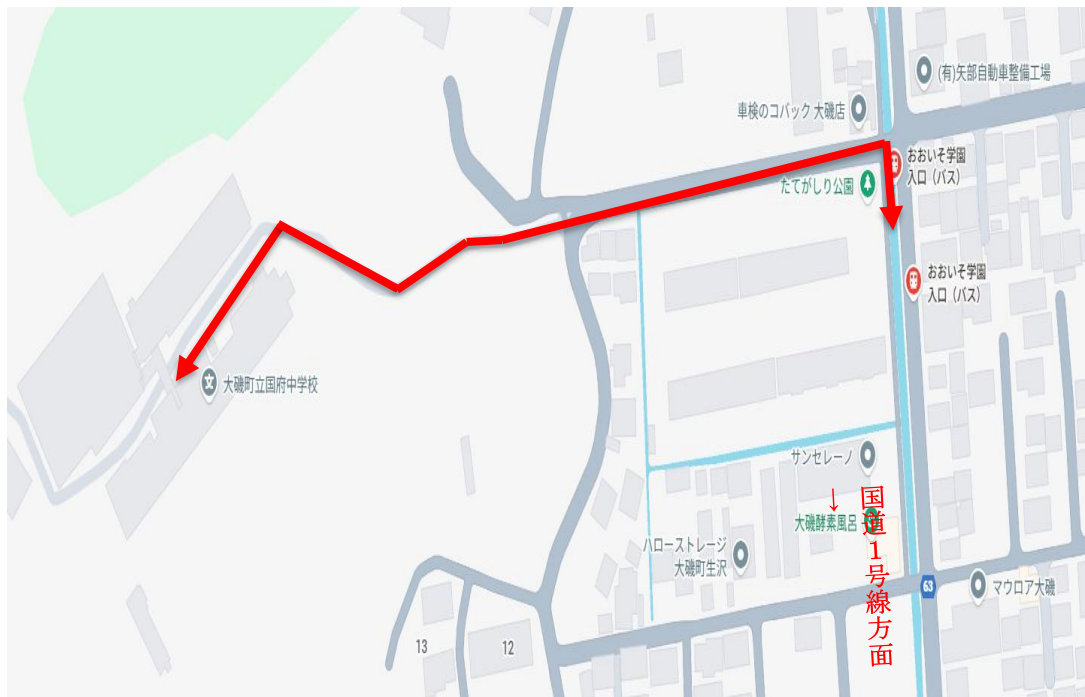 (有)矢部自動車整備工場
車検のコバック 大磯店
おおいそ学園
入口（バス）
たてがしり公園
おおいそ学園
入口（バス）
文
大磯町立国府中学校
サンセレーノ
↓
国道1号線方面
大磯酵素風呂
ハローストレージ
大磯町生沢
63
マウロア大磯
13
12